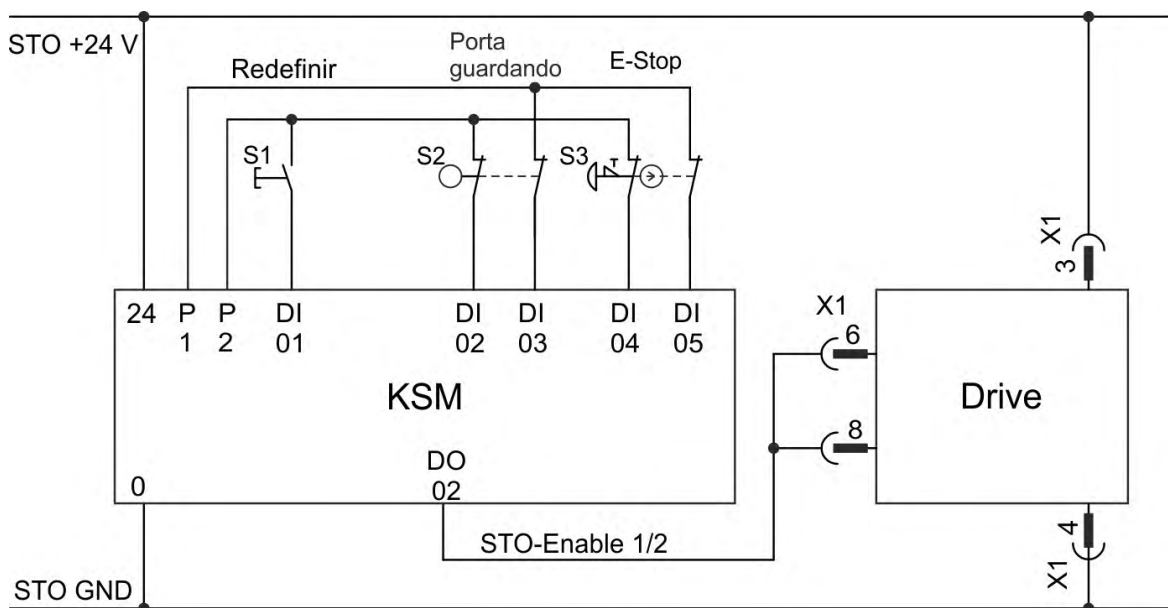 STO +24 V
Redefinir
Porta
guardando
E-Stop
S1
S2
S3
X1
3
24 P P DI DI DI DI DI
1 2 01 02 03 04 05
X1
6
KSM
Drive
8
DO
0 02
4
STO-Enable 1/2
X1
STO GND